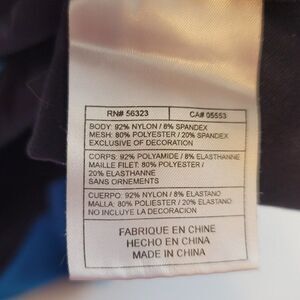 RN# 56323 CA# 05553
BODY: 92% NYLON / 8% SPANDEX
MESH: 80% POLYESTER / 20% SPANDEX
EXCLUSIVE OF DECORATION
CORPS: 92% POLYAMIDE / 8% ELASTHANNE
MAILLE FILET: 80% POLYESTER /
20% ELASTHANNE
SANS ORNEMENTS
CUERPO: 92% NYLON / 8% ELASTANO
MALLA: 80% POLIESTER / 20% ELASTANO
NO INCLUYE LA DECORACION
FABRIQUE EN CHINE
HECHO EN CHINA
MADE IN CHINA